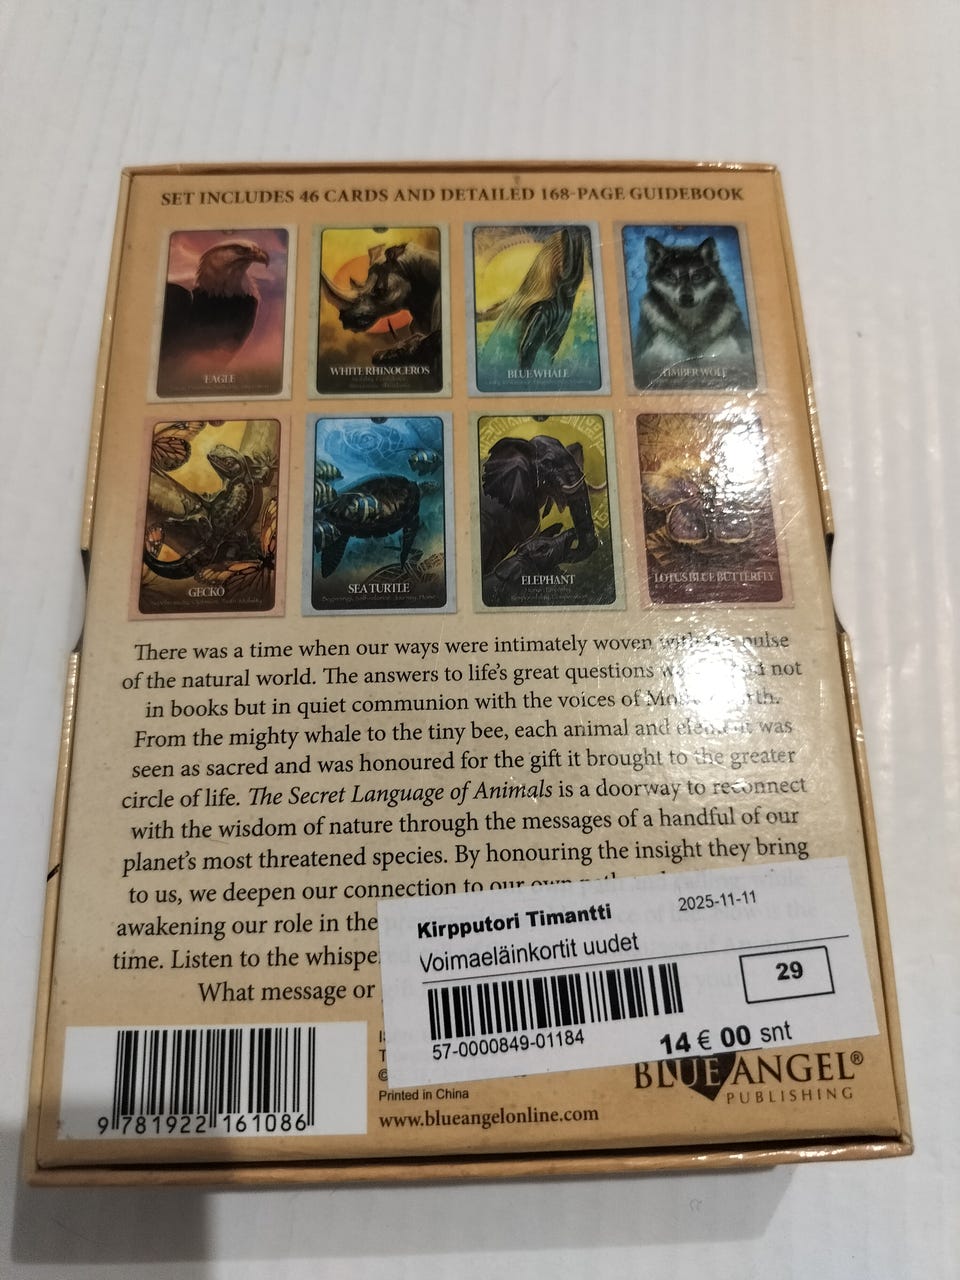 SET INCLUDES 46 CARDS AND DETAILED 168-PAGE GUIDEBOOK
EAGLE
WHITE RHINOCEROS
BLUE WHALE
TIMBER WOLF
GECKO
SEA TURTLE
ELEPHANT
LOTUS BLUE BUTTERFLY
There was a time when our ways were intimately woven with the pulse
of the natural world. The answers to life's great questions not
in books but in quiet communion with the voices of
From the mighty whale to the tiny bee, each animal and element was
seen as sacred and was honoured for the gift it brought to the greater
circle of life. The Secret Language of Animals is a doorway to reconnect
with the wisdom of nature through the messages of a handful of our
planet's most threatened species. By honouring the insight they bring
to us, we deepen our connection to our own
awakening our role in the
time. Listen to the
What message or
Kirpputori Timantti 2025-11-11
Voimaeläinkortit uudet
29
57-0000849-01184
14 € 00 snt
9 781922 161086
©
Printed in China
www.blueangelonline.com
BLUE ANGEL®
PUBLISHING